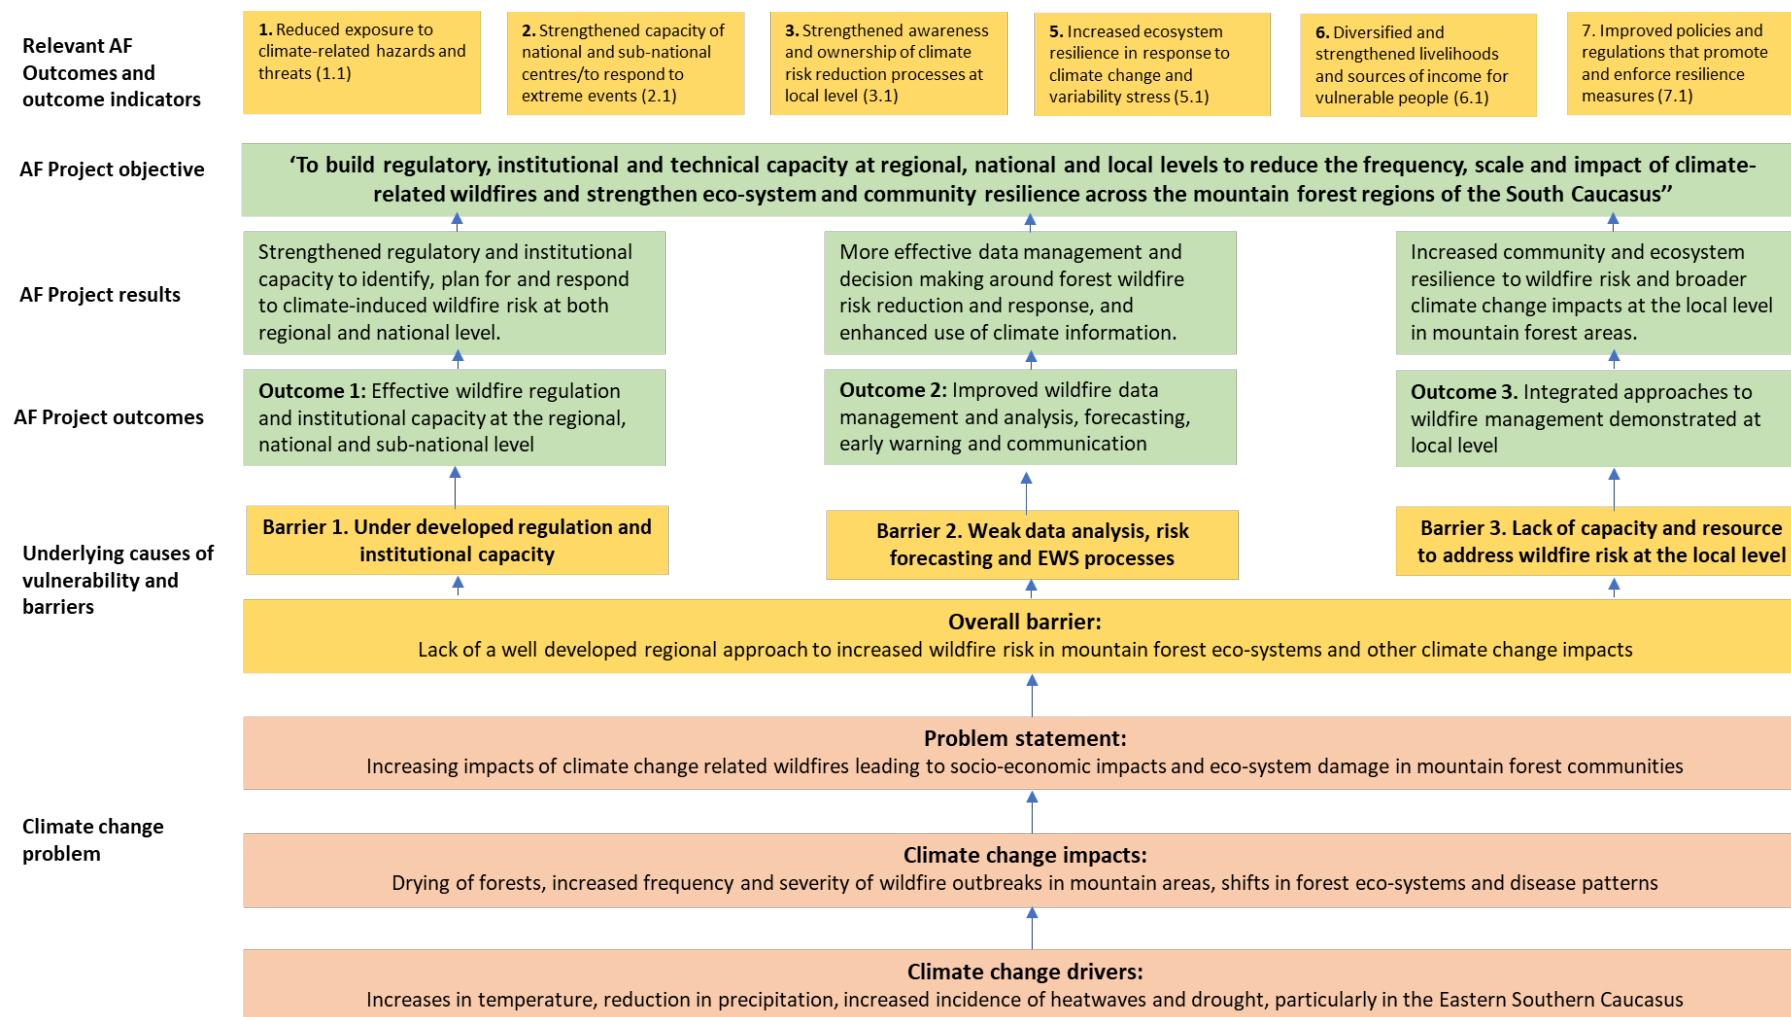 Relevant AF
Outcomes and
outcome indicators
1. Reduced exposure to
climate-related hazards and
threats (1.1)
2. Strengthened capacity of
national and sub-national
centres/to respond to
extreme events (2.1)
3. Strengthened awareness
and ownership of climate
risk reduction processes at
local level (3.1)
5. Increased ecosystem
resilience in response to
climate change and
variability stress (5.1)
6. Diversified and
strengthened livelihoods
and sources of income for
vulnerable people (6.1)
7. Improved policies and
regulations that promote
and enforce resilience
measures (7.1)
AF Project objective
‘To build regulatory, institutional and technical capacity at regional, national and local levels to reduce the frequency, scale and impact of climate-
related wildfires and strengthen eco-system and community resilience across the mountain forest regions of the South Caucasus’’
AF Project results
Strengthened regulatory and institutional
capacity to identify, plan for and respond
to climate-induced wildfire risk at both
regional and national level.
More effective data management and
decision making around forest wildfire
risk reduction and response, and
enhanced use of climate information.
Increased community and ecosystem
resilience to wildfire risk and broader
climate change impacts at the local level
in mountain forest areas.
AF Project outcomes
Outcome 1: Effective wildfire regulation
and institutional capacity at the regional,
national and sub-national level
Outcome 2: Improved wildfire data
management and analysis, forecasting,
early warning and communication
Outcome 3. Integrated approaches to
wildfire management demonstrated at
local level
Underlying causes of
vulnerability and
barriers
Barrier 1. Under developed regulation and
institutional capacity
Barrier 2. Weak data analysis, risk
forecasting and EWS processes
Barrier 3. Lack of capacity and resource
to address wildfire risk at the local level
Overall barrier:
Lack of a well developed regional approach to increased wildfire risk in mountain forest eco-systems and other climate change impacts
Climate change
problem
Problem statement:
Increasing impacts of climate change related wildfires leading to socio-economic impacts and eco-system damage in mountain forest communities
Climate change impacts:
Drying of forests, increased frequency and severity of wildfire outbreaks in mountain areas, shifts in forest eco-systems and disease patterns
Climate change drivers:
Increases in temperature, reduction in precipitation, increased incidence of heatwaves and drought, particularly in the Eastern Southern Caucasus